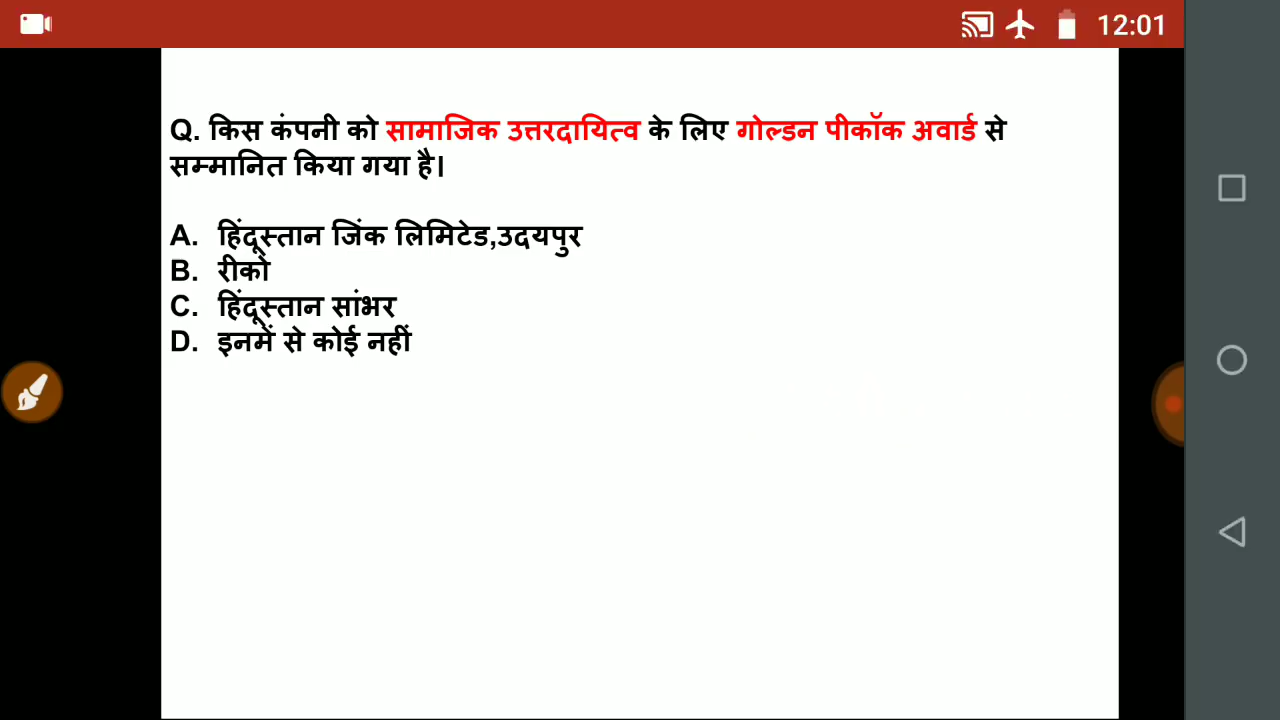 12:01
Q. किस कंपनी को सामाजिक उत्तरदायित्व के लिए गोल्डन पीकॉक अवार्ड से
सम्मानित किया गया है।
A. हिंदूस्तान जिंक लिमिटेड,उदयपुर
B. रीको
C. हिंदूस्तान सांभर
D. इनमें से कोई नहीं